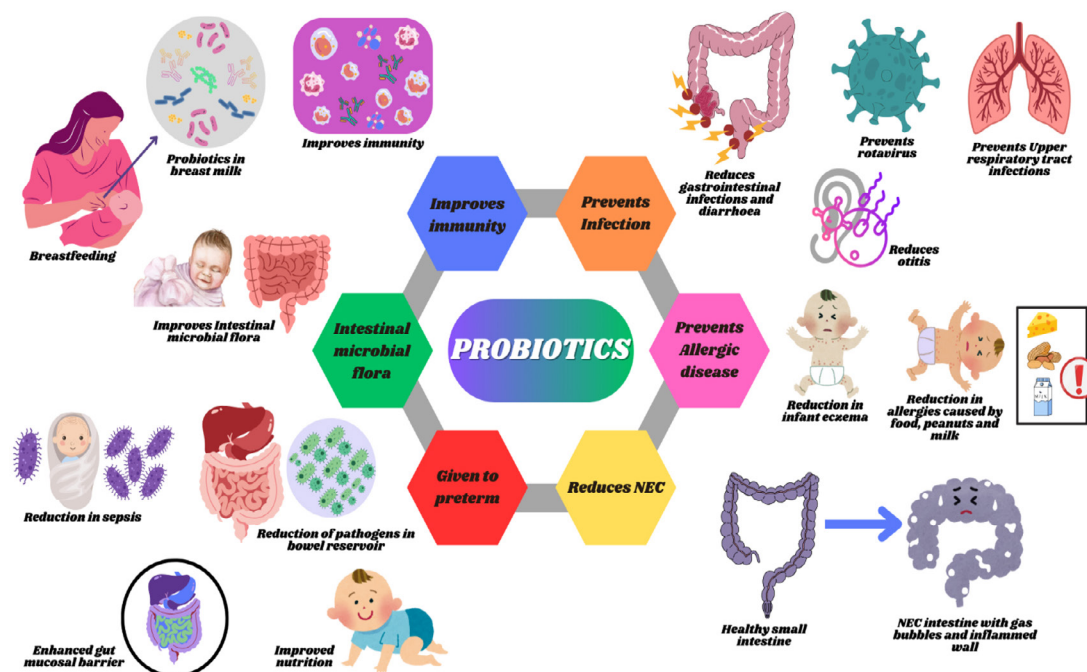 Probiotics in
breast milk
Improves immunity
Breastfeeding
Improves Intestinal
microbial flora
Reduces
gastrointestinal
infections and
diarrhoea
Prevents
rotavirus
Prevents Upper
respiratory tract
infections
Reduces
otitis
Improves
immunity
Prevents
Infection
Intestinal
microbial
flora
PROBIOTICS
Prevents
Allergic
disease
Given to
preterm
Reduces NEC
Reduction in
infant eczema
Reduction in
allergies caused by
food, peanuts and
milk
MILK
Reduction in sepsis
Reduction of pathogens in
bowel reservoir
Enhanced gut
mucosal barrier
Improved
nutrition
Healthy small
intestine
NEC intestine with gas
bubbles and inflammed
wall